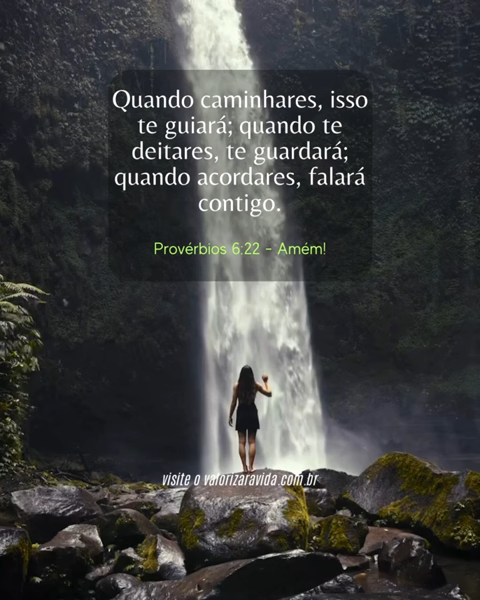 Quando caminhares, isso
te guiará; quando te
deitares, te guardará;
quando acordares, falará
contigo.
Provérbios 6:22 - Amém!
visite o valorizaravida.com.br